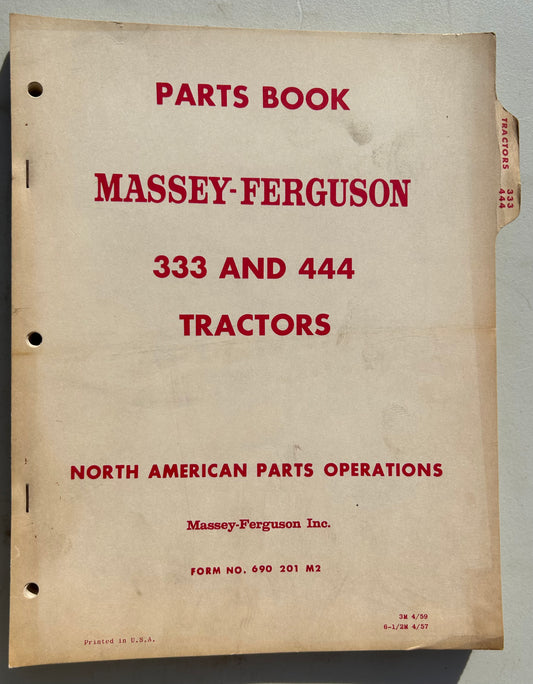 PARTS BOOK
MASSEY-FERGUSON
333 AND 444
TRACTORS
NORTH AMERICAN PARTS OPERATIONS
Massey-Ferguson Inc.
FORM NO. 690 201 M2
3M 4/59
6-1/2M 4/57
Printed in U.S.A.
TRACTORS 333
444